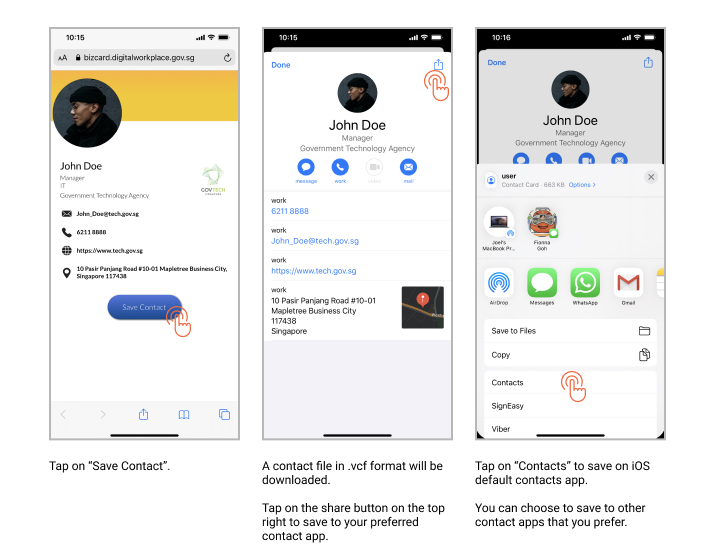 10:15
AA bizcard.digitalworkplace.gov.sg
John Doe
Manager
IT
Government Technology Agency
GOVTECH
SINGAPORE
John_Doe@tech.gov.sg
6211 8888
https://www.tech.gov.sg
10 Pasir Panjang Road #10-01 Mapletree Business City,
Singapore 117438
Save Contact
Tap on “Save Contact”.
10:15
Done
John Doe
Manager
Government Technology Agency
message work video mail
work
6211 8888
work
John_Doe@tech.gov.sg
work
https://www.tech.gov.sg
work
10 Pasir Panjang Road #10-01
Mapletree Business City
117438
Singapore
A contact file in .vcf format will be
downloaded.
Tap on the share button on the top
right to save to your preferred
contact app.
10:16
Done
John Doe
Manager
Government Technology Agency
user
Contact Card · 663 KB Options >
Joel's
MacBook Pr...
Fionna
Goh
AirDrop Messages WhatsApp Gmail
Save to Files
Copy
Contacts
SignEasy
Viber
Tap on “Contacts” to save on iOS
default contacts app.
You can choose to save to other
contact apps that you prefer.